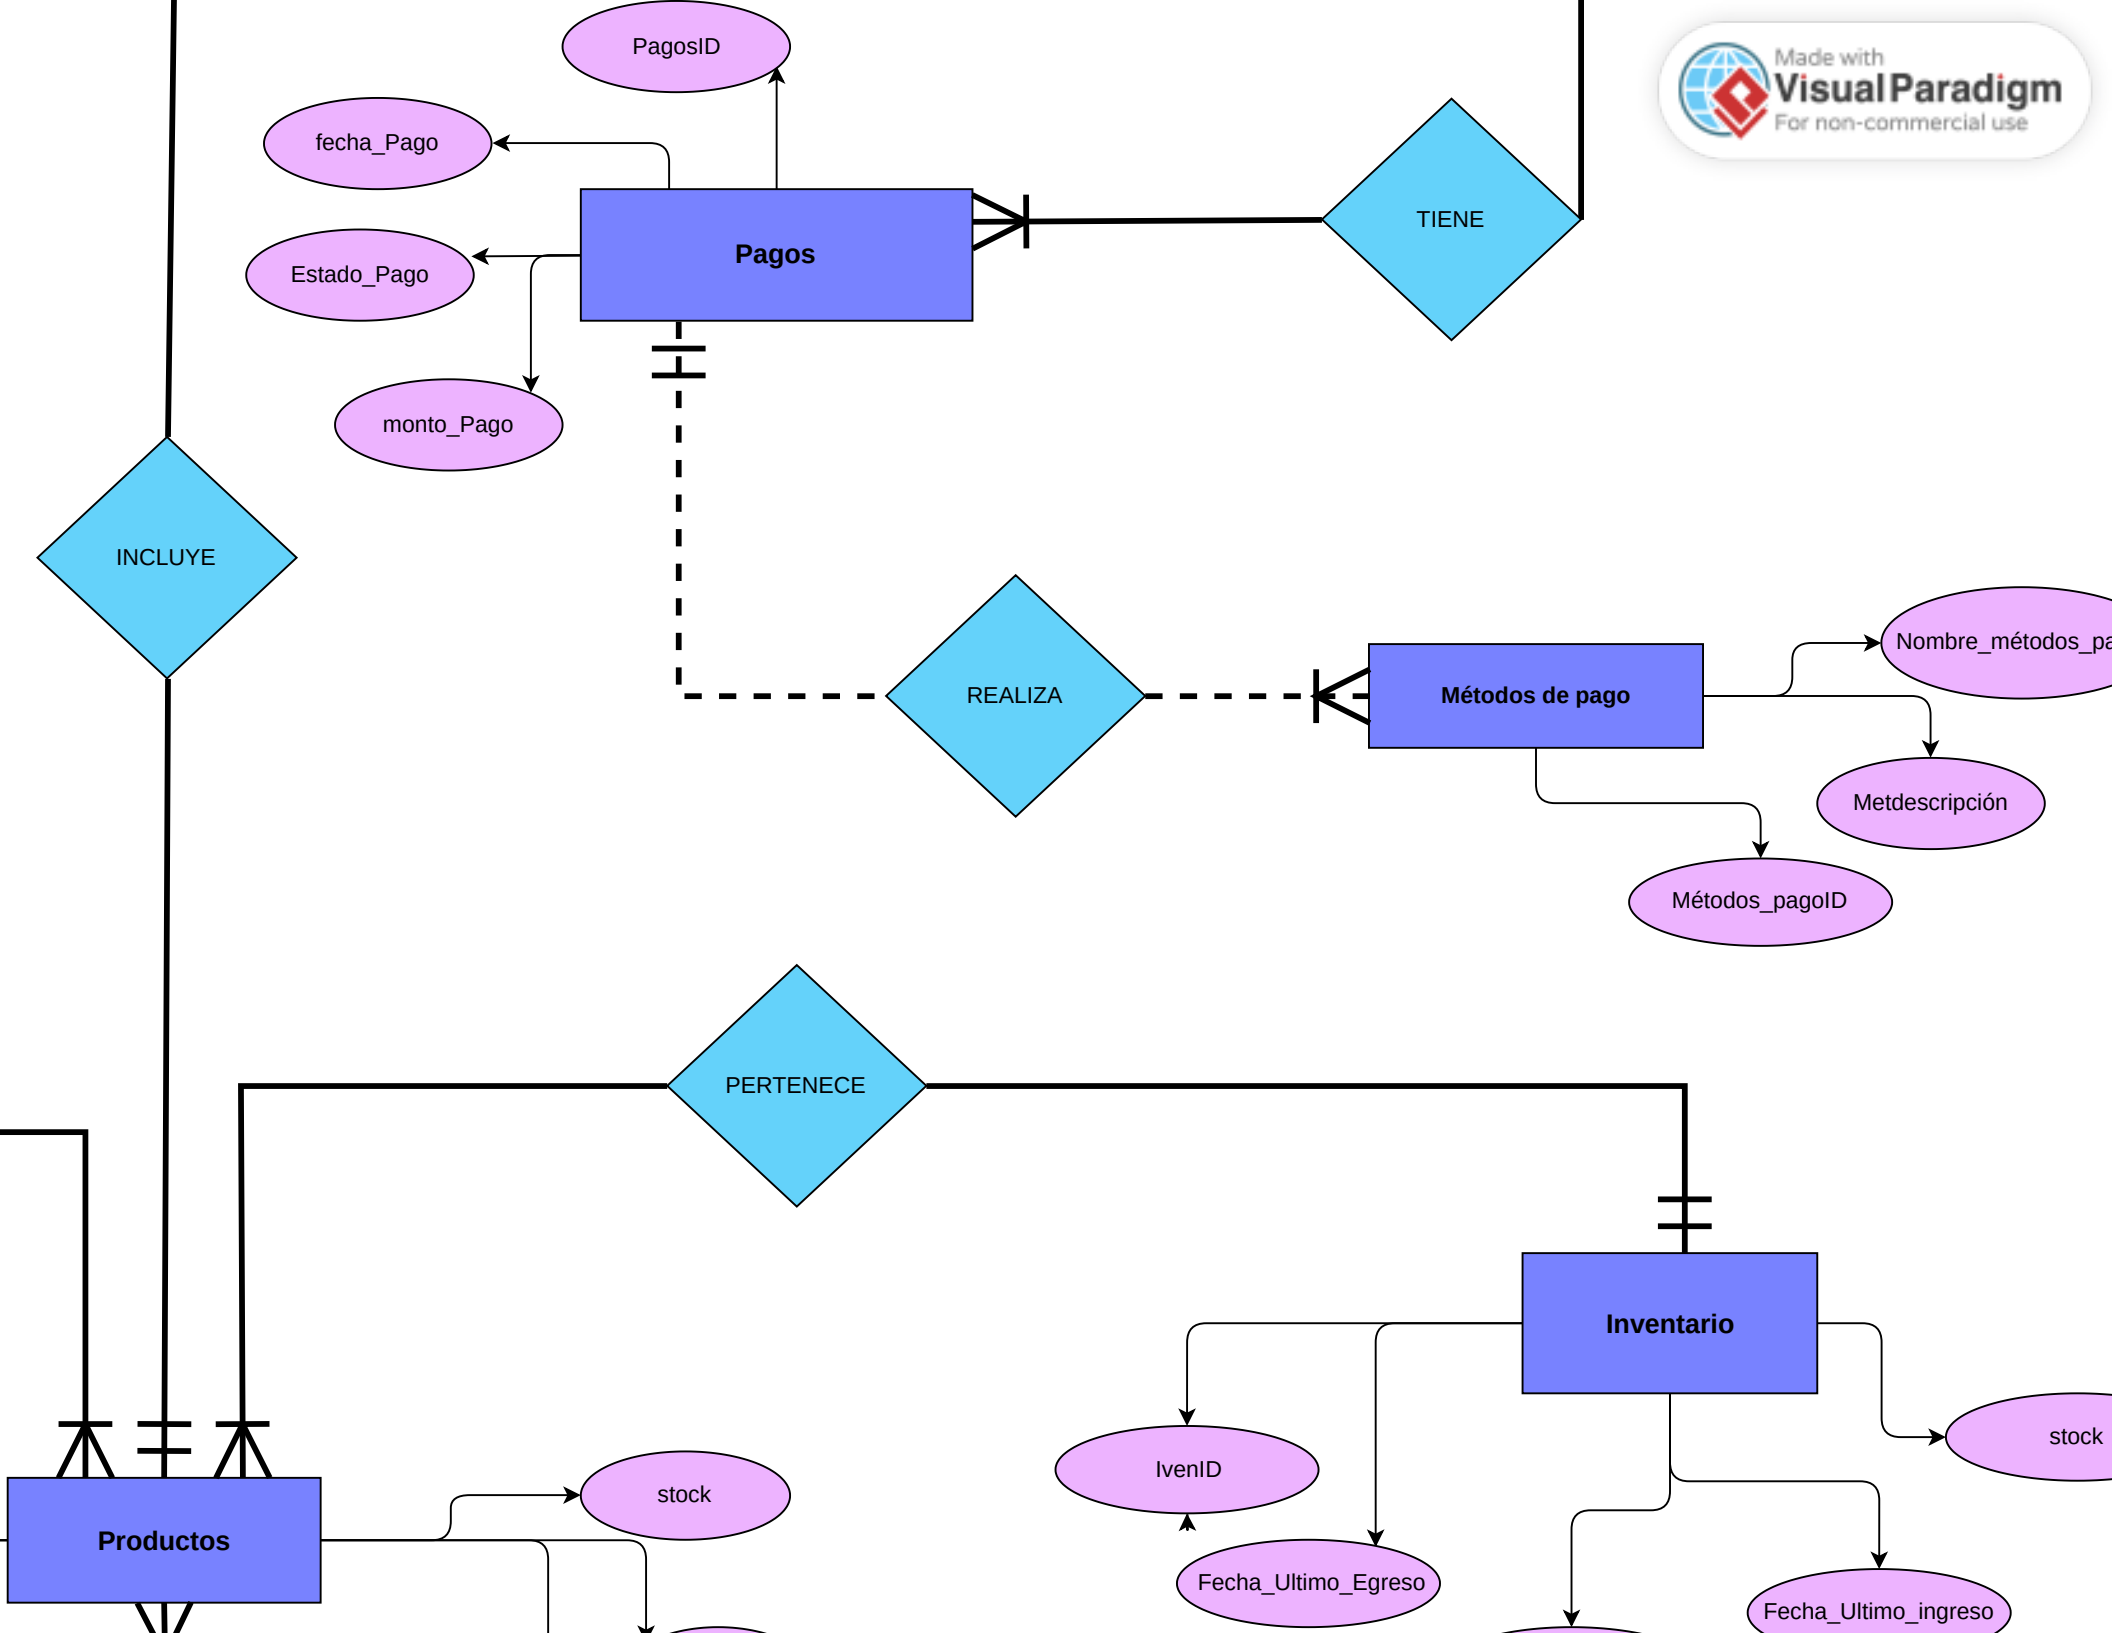 PagosID
Made with
Visual Paradigm
For non-commercial use
fecha_Pago
TIENE
Pagos
Estado_Pago
monto_Pago
INCLUYE
Nombre_métodos_pa
REALIZA
Métodos de pago
Metdescripción
Métodos_pagoID
PERTENECE
Inventario
stock
IvenID
stock
Productos
Fecha_Ultimo_Egreso
Fecha_Ultimo_ingreso